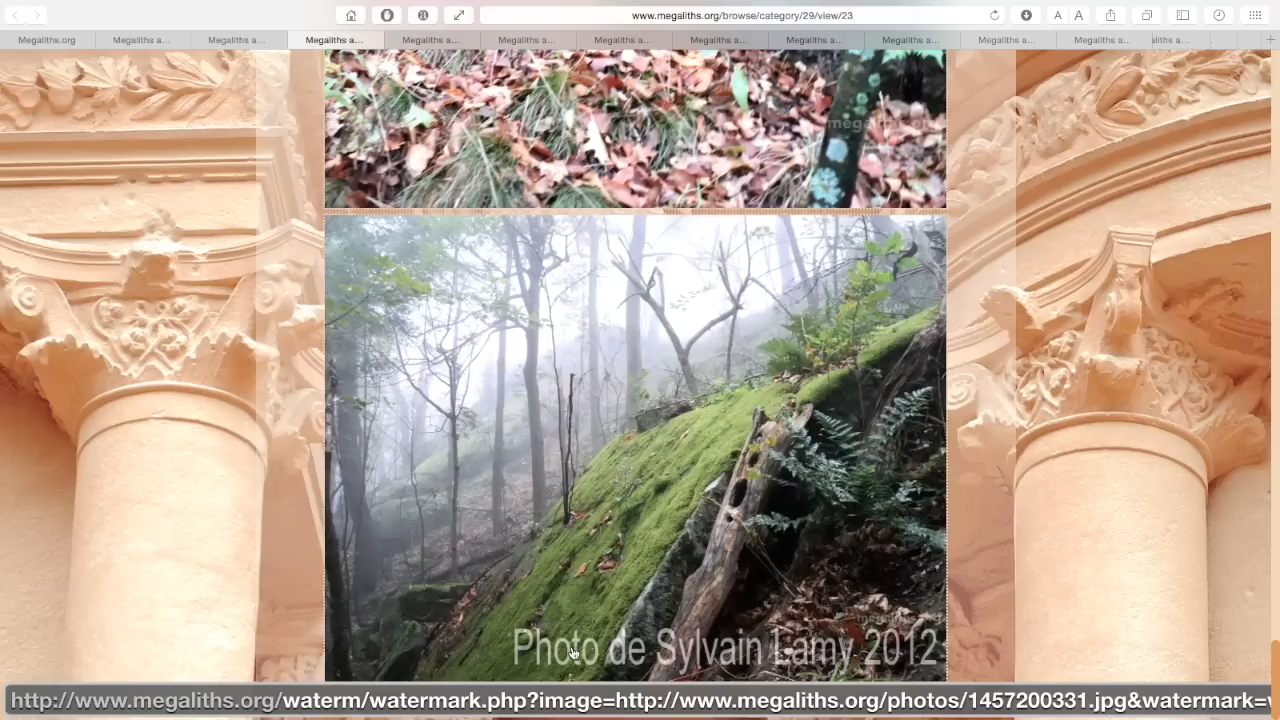 www.megaliths.org/browse/category/29/view/23
A A
Megaliths.org Megaliths a... Megaliths a... Megaliths a... Megaliths a... Megaliths a... Megaliths a... Megaliths a... Megaliths a... Megaliths a... Megaliths a... Megaliths a... liths a...
Photo de Sylvain Lamy 2012
http://www.megaliths.org/waterm/watermark.php?image=http://www.megaliths.org/photos/1457200331.jpg&watermark=